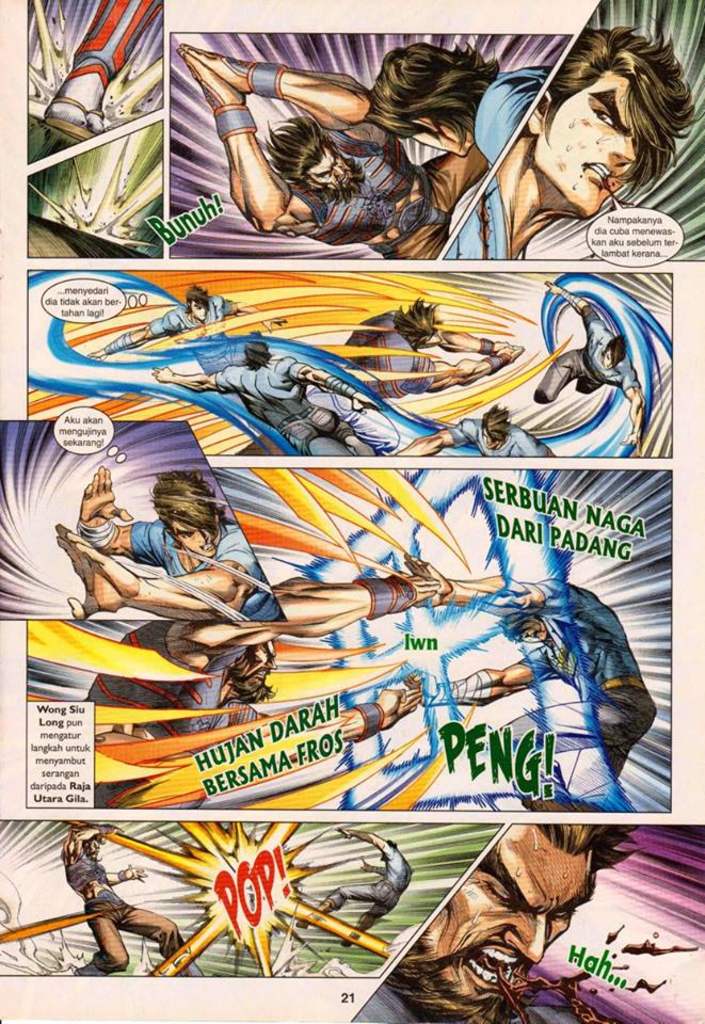 Bunuh!
Nampakanya
dia cuba menewas-
kan aku sebelum ter-
lambat kerana...
...menyedari
dia tidak akan ber-
tahan lagi!
Aku akan
mengujinya
sekarang!
SERBUAN NAGA
DARI PADANG
lwn
HUJAN DARAH
BERSAMA FROS
PENG!
Wong Siu
Long pun
mengatur
langkah untuk
menyambut
serangan
daripada Raja
Utara Gila.
POP!
Hah...
21